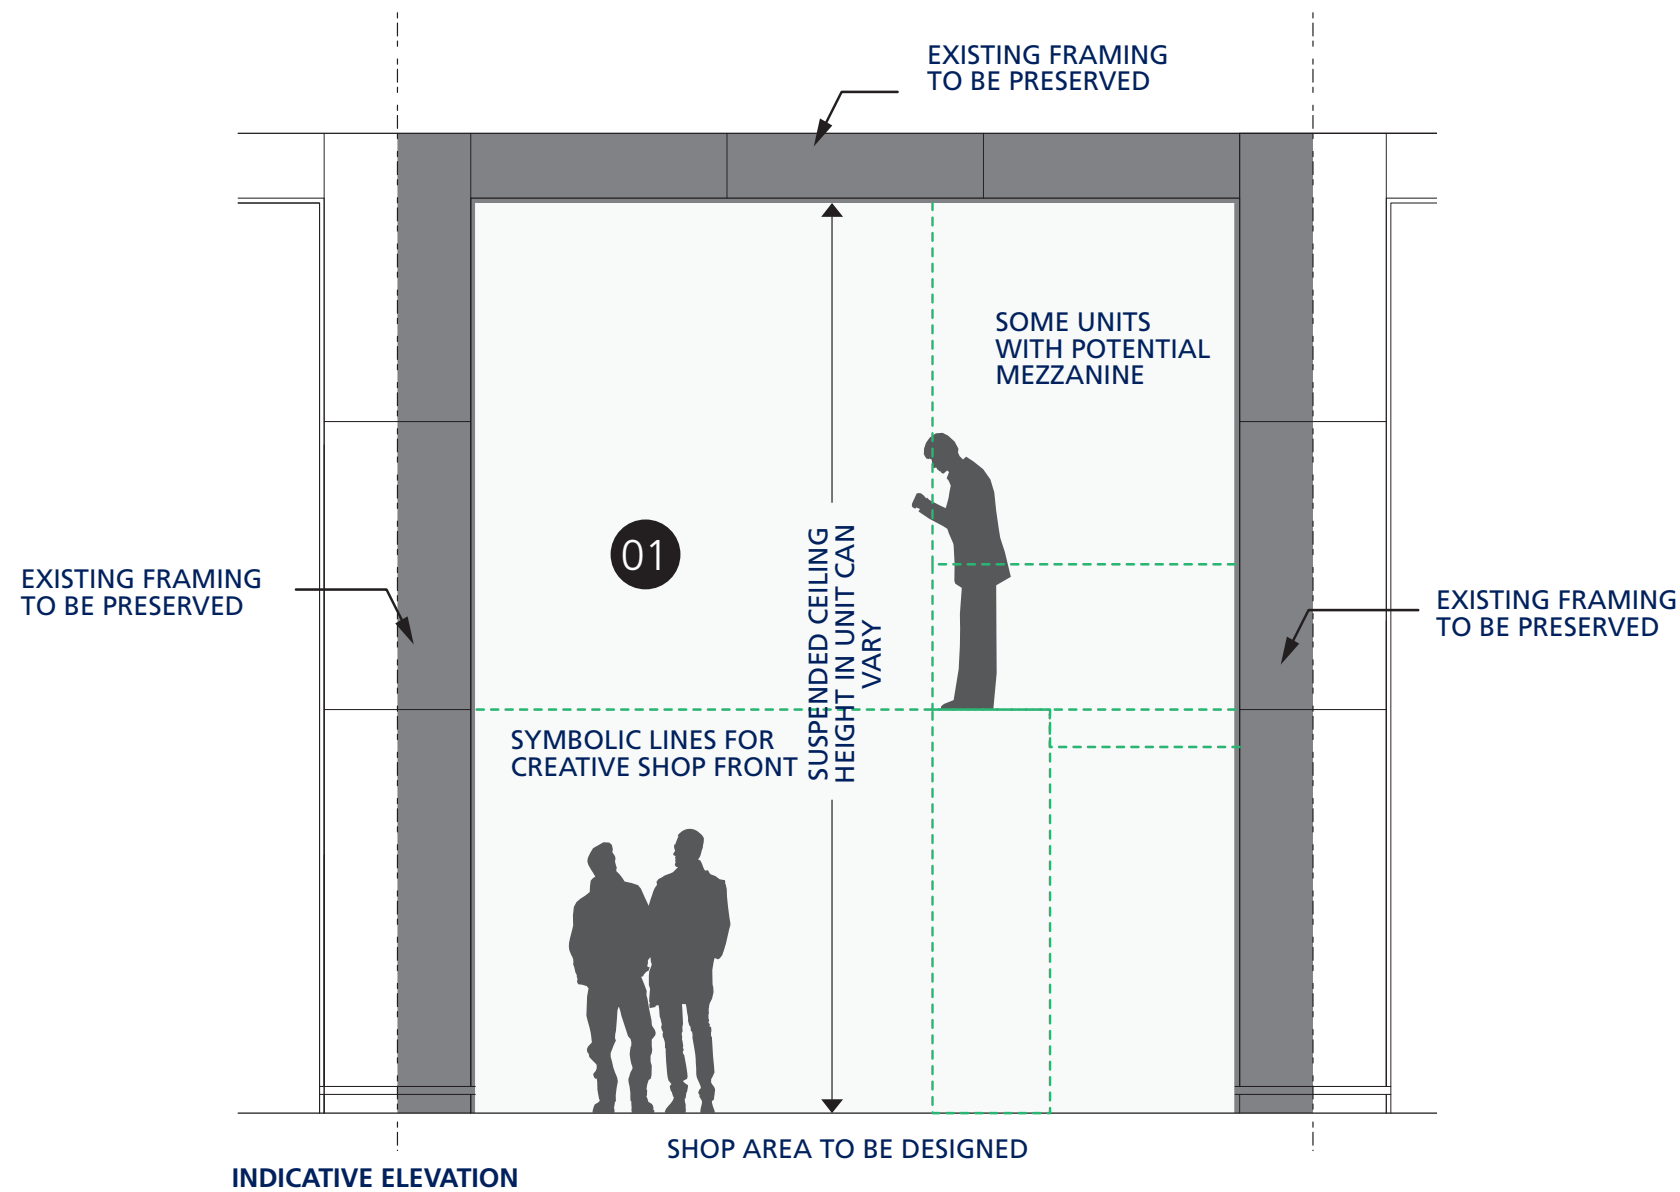 EXISTING FRAMING
TO BE PRESERVED
SOME UNITS
WITH POTENTIAL
MEZZANINE
01
SUSPENDED CEILING
HEIGHT IN UNIT CAN
VARY
EXISTING FRAMING
TO BE PRESERVED
EXISTING FRAMING
TO BE PRESERVED
SYMBOLIC LINES FOR
CREATIVE SHOP FRONT
SHOP AREA TO BE DESIGNED
INDICATIVE ELEVATION